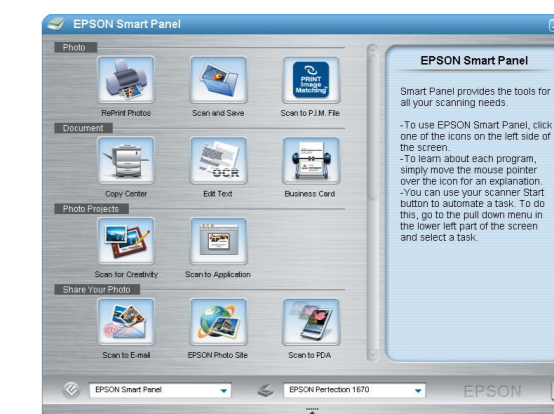 EPSON Smart Panel
Photo
PRINT
Image
Matching
RePrint Photos
Scan and Save
Scan to P.I.M. File
Document
OCR
Copy Center
Edit Text
Business Card
Photo Projects
Scan for Creativity
Scan to Application
Share Your Photo
Scan to E-mail
EPSON Photo Site
Scan to PDA
EPSON Smart Panel
Smart Panel provides the tools for
all your scanning needs.
-To use EPSON Smart Panel, click
one of the icons on the left side of
the screen.
-To learn about each program,
simply move the mouse pointer
over the icon for an explanation.
-You can use your scanner Start
button to automate a task. To do
this, go to the pull down menu in
the lower left part of the screen
and select a task.
EPSON Smart Panel
EPSON Perfection 1670
EPSON